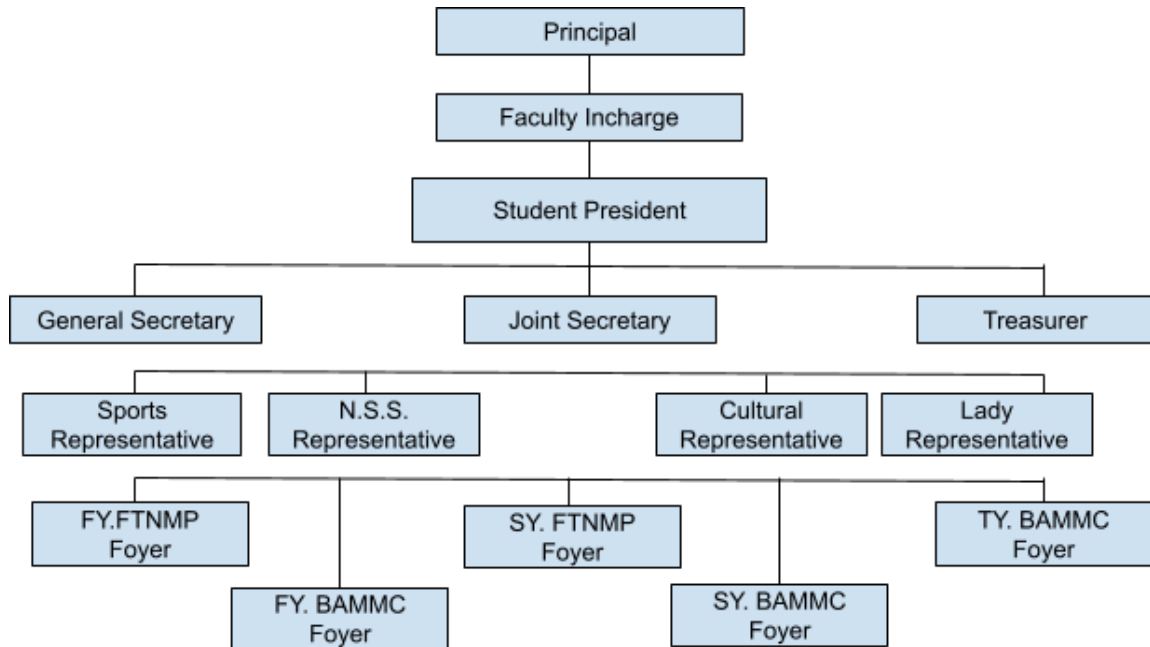 Principal
Faculty Incharge
Student President
General Secretary
Joint Secretary
Treasurer
Sports
Representative
N.S.S.
Representative
Cultural
Representative
Lady
Representative
FY.FTNMP
Foyer
SY. FTNMP
Foyer
TY. BAMMC
Foyer
FY. BAMMC
Foyer
SY. BAMMC
Foyer